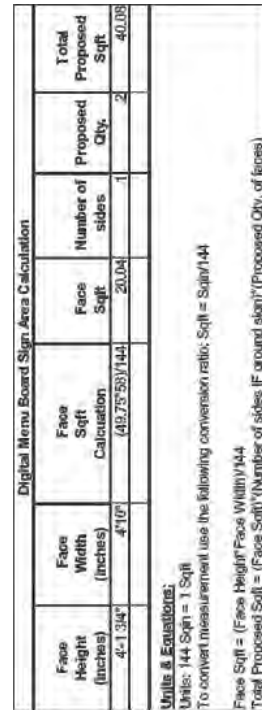 Digital Menu Board Sign Area Calculation
Face Height (Inches) Face Width (Inches) Face Sqft Calcuation Face Sqft Number of sides Proposed Qty. Total Proposed Sqft
4'-1 3/4" 4'10" (49.75*58)/144 20.04 1 2 40.08
Units & Equations:
Units: 144 Sqin = 1 Sqft
To convert measurement use the following conversion ratio: Sqft = Sqin/144
Face Sqft = (Face Height*Face Width)/144
Total Proposed Sqft = (Face Sqft)*(Number of sides IF ground sign)*(Proposed Qty. of faces)